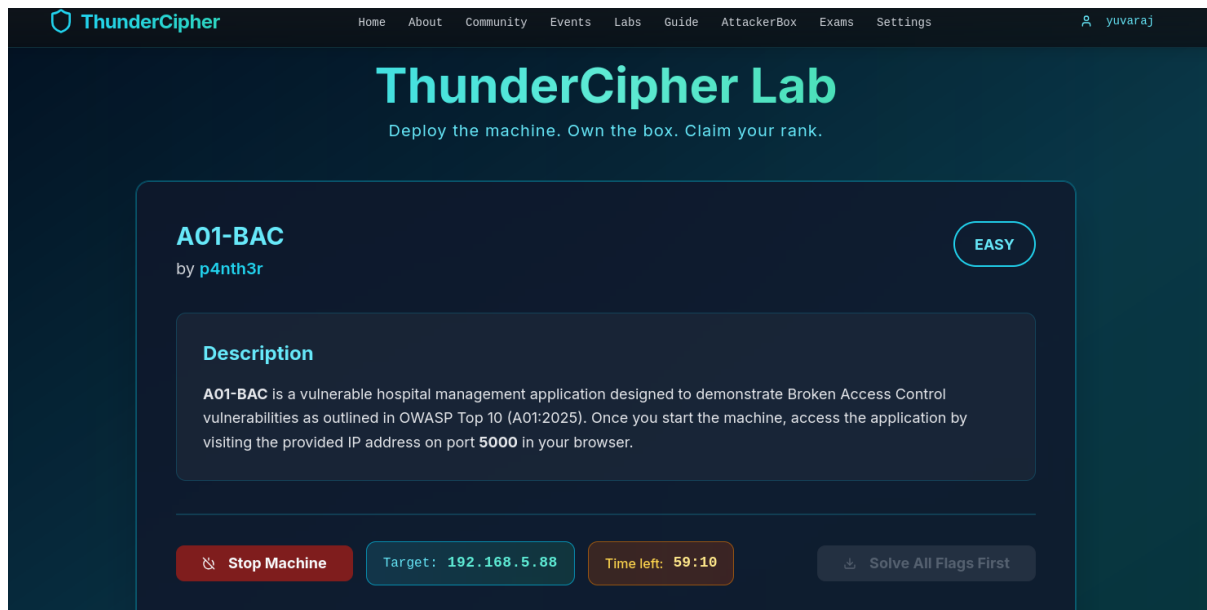 ThunderCipher
Home About Community Events Labs Guide AttackerBox Exams Settings
yuvaraj
ThunderCipher Lab
Deploy the machine. Own the box. Claim your rank.
A01-BAC
by p4nth3r
EASY
Description
A01-BAC is a vulnerable hospital management application designed to demonstrate Broken Access Control
vulnerabilities as outlined in OWASP Top 10 (A01:2025). Once you start the machine, access the application by
visiting the provided IP address on port 5000 in your browser.
Stop Machine
Target: 192.168.5.88
Time left: 59:10
Solve All Flags First